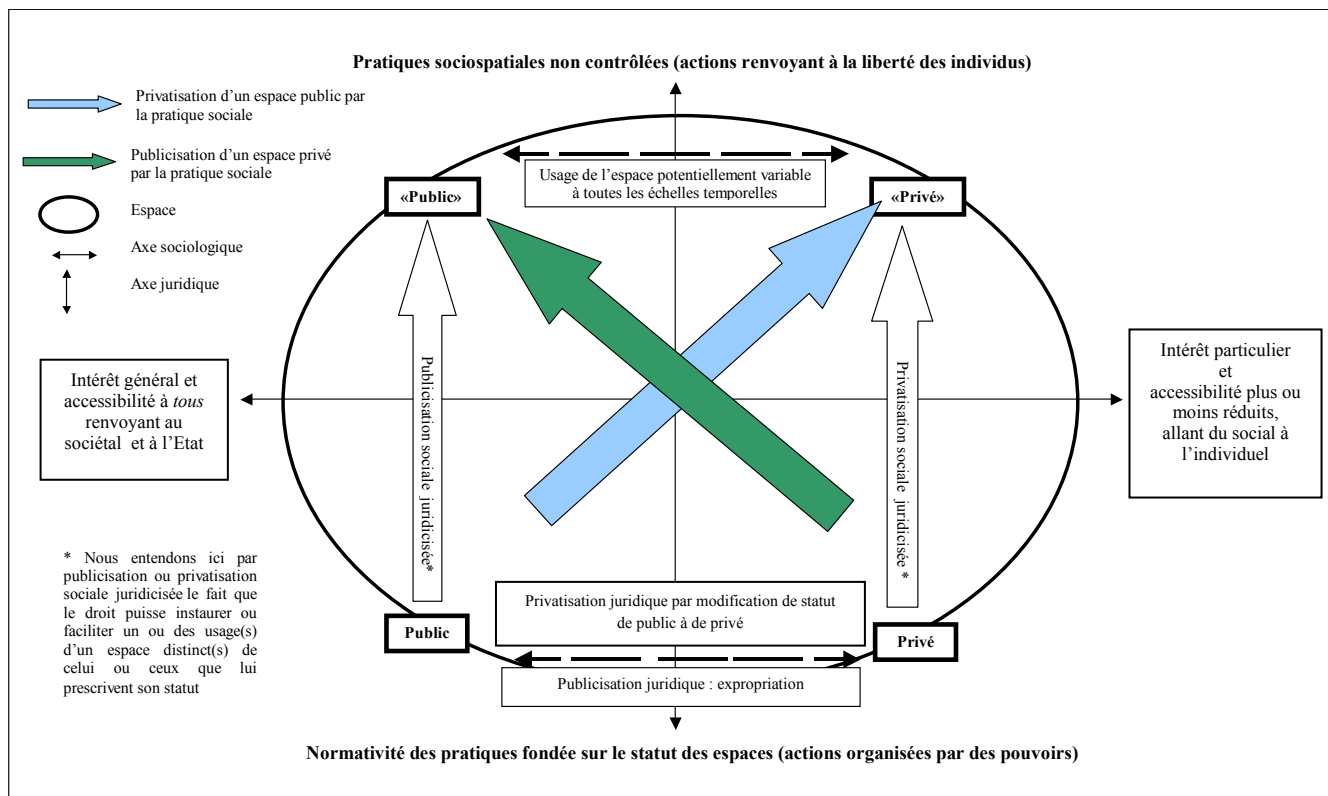 Pratiques sociospatiales non contrôlées (actions renvoyant à la liberté des individus)
Privatisation d’un espace public par
la pratique sociale
Publicisation d’un espace privé
par la pratique sociale
Espace
Axe sociologique
Axe juridique
Usage de l’espace potentiellement variable
à toutes les échelles temporelles
«Public»
«Privé»
Publicisation sociale juridicisée*
Privatisation sociale juridicisée *
Intérêt général et
accessibilité à tous
renvoyant au
sociétal et à l’Etat
Intérêt particulier
et
accessibilité plus ou
moins réduits,
allant du social à
l’individuel
* Nous entendons ici par
publicisation ou privatisation
sociale juridicisée le fait que
le droit puisse instaurer ou
faciliter un ou des usage(s)
d’un espace distinct(s) de
celui ou ceux que lui
prescrivent son statut
Privatisation juridique par modification de statut
de public à de privé
Public
Privé
Publicisation juridique : expropriation
Normativité des pratiques fondée sur le statut des espaces (actions organisées par des pouvoirs)